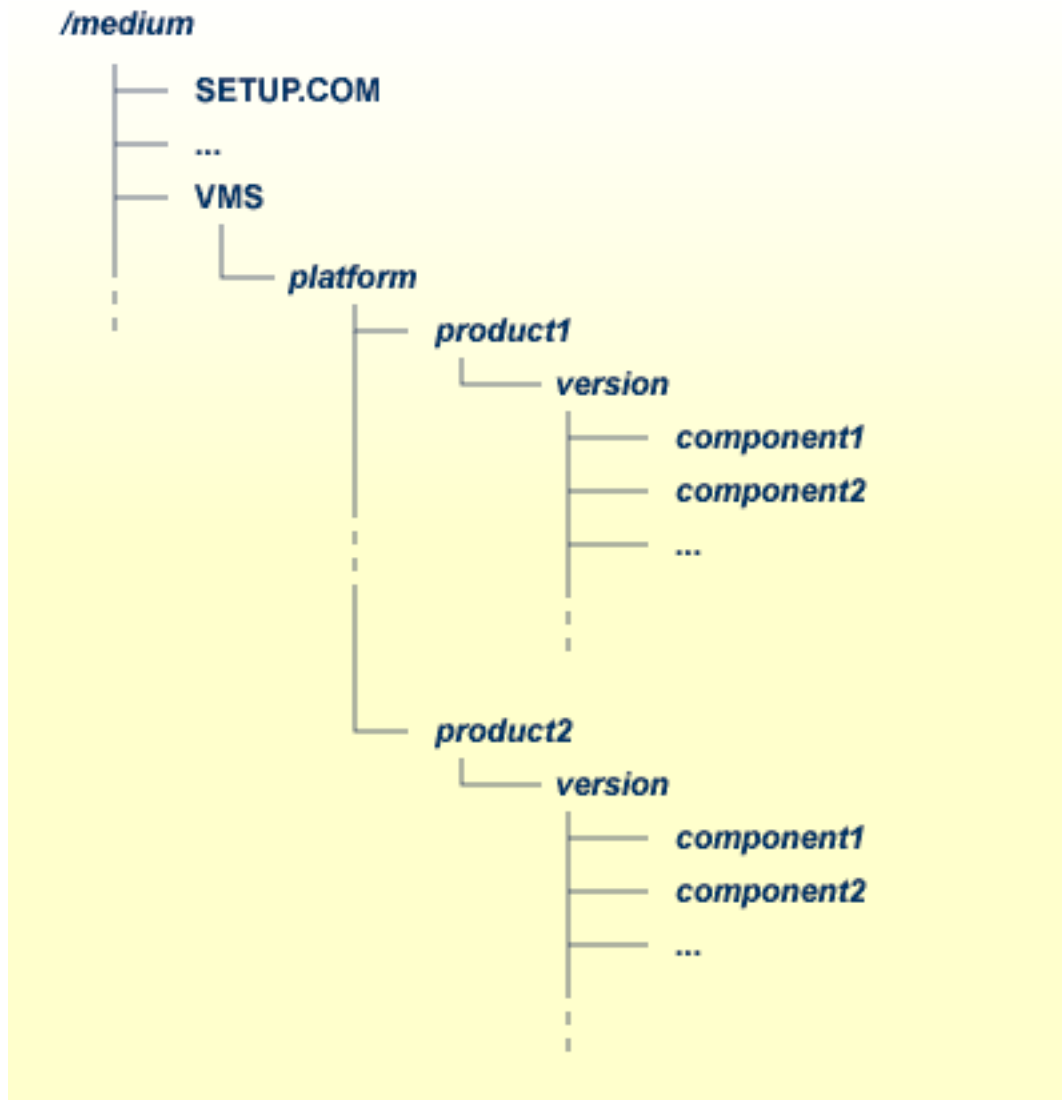 /medium
SETUP.COM
...
VMS
platform
product1
version
component1
component2
...
product2
version
component1
component2
...